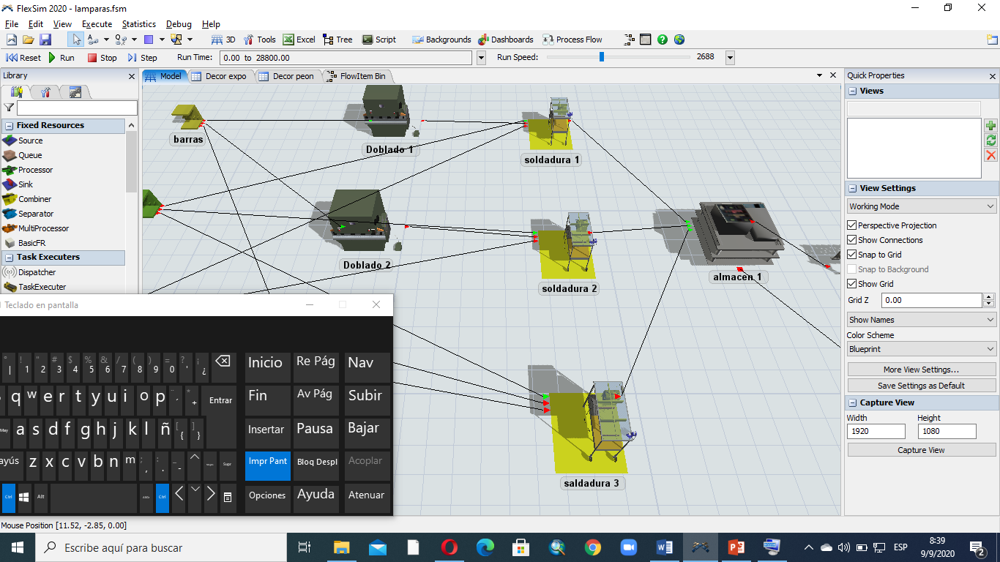 FlexSim 2020 - lamparas.fsm
File Edit View Execute Statistics Debug Help
3D Tools Excel Tree Script Backgrounds Dashboards Process Flow
Reset Run Stop Step Run Time: 0.00 to 28800.00 Run Speed: 2688
Library
Model Decor expo Decor peon FlowItem Bin
Quick Properties
Fixed Resources
Source
Queue
Processor
Sink
Combiner
Separator
MultiProcessor
BasicFR
Task Executers
Dispatcher
TaskExecuter
barras
Doblado 1
soldadura 1
Doblado 2
soldadura 2
almacen 1
saldadura 3
Views
View Settings
Working Mode
Perspective Projection
Show Connections
Snap to Grid
Snap to Background
Show Grid
Grid Z 0.00
Show Names
Color Scheme
Blueprint
More View Settings...
Save Settings as Default
Capture View
Width Height
1920 1080
Capture View
Teclado en pantalla
° ! " # $ % & / ( ) = ? ¡
| 1 2 3 4 5 6 7 8 9 0 ' ¿ Inicio Re Pág Nav
q w e r t y u i o p ´ + Entrar Fin Av Pág Subir
a s d f g h j k l ñ { } Insertar Pausa Bajar
ayús z x c v b n m , . - Supr Impr Pant Bloq Despl Acoplar
Ctrl Alt Ctrl Opciones Ayuda Atenuar
Mouse Position [11.52, -2.85, 0.00]
Escribe aquí para buscar
ESP
8:39
9/9/2020
2